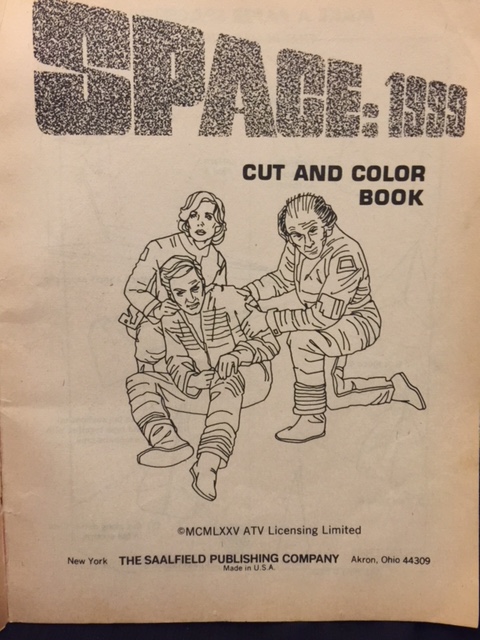 SPACE: 1999
CUT AND COLOR
BOOK
©MCMLXXV ATV Licensing Limited
New York THE SAALFIELD PUBLISHING COMPANY Akron, Ohio 44309
Made in U.S.A.